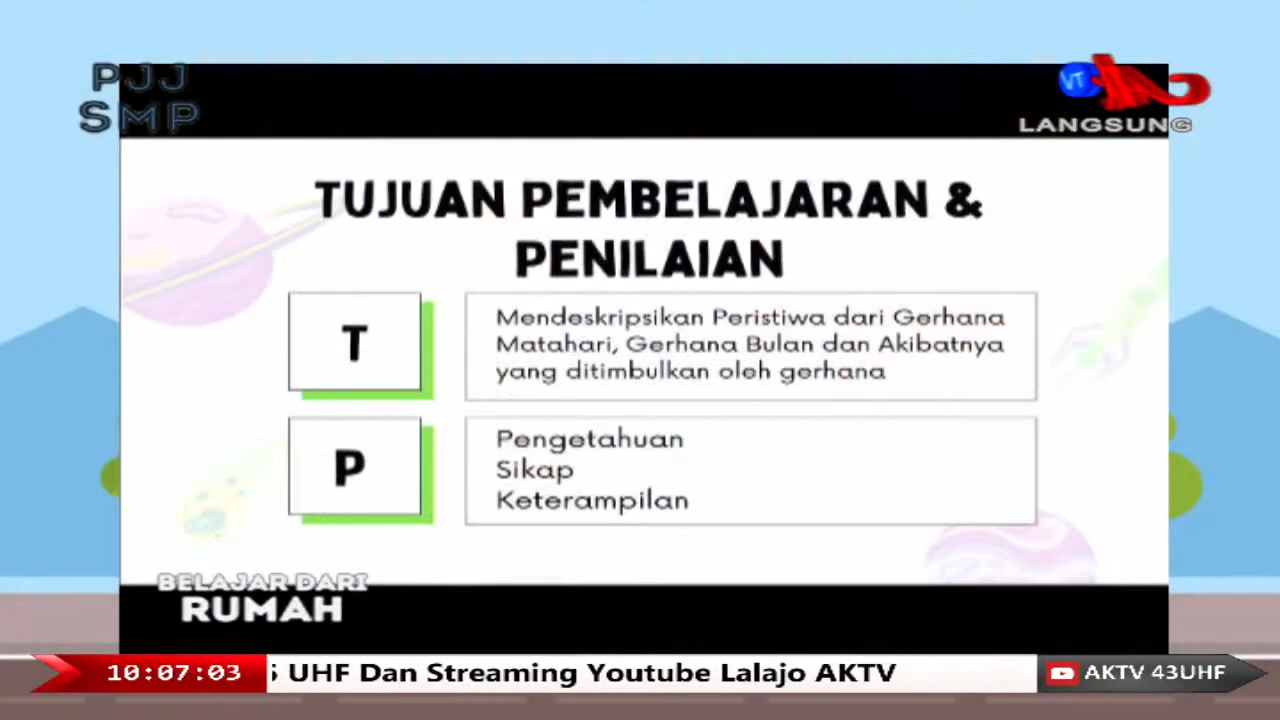 PJJ
SMP
VT
LANGSUNG
TUJUAN PEMBELAJARAN &
PENILAIAN
T
Mendeskripsikan Peristiwa dari Gerhana
Matahari, Gerhana Bulan dan Akibatnya
yang ditimbulkan oleh gerhana
P
Pengetahuan
Sikap
Keterampilan
BELAJAR DARI
RUMAH
10:07:03
UHF Dan Streaming Youtube Lalajo AKTV
AKTV 43UHF